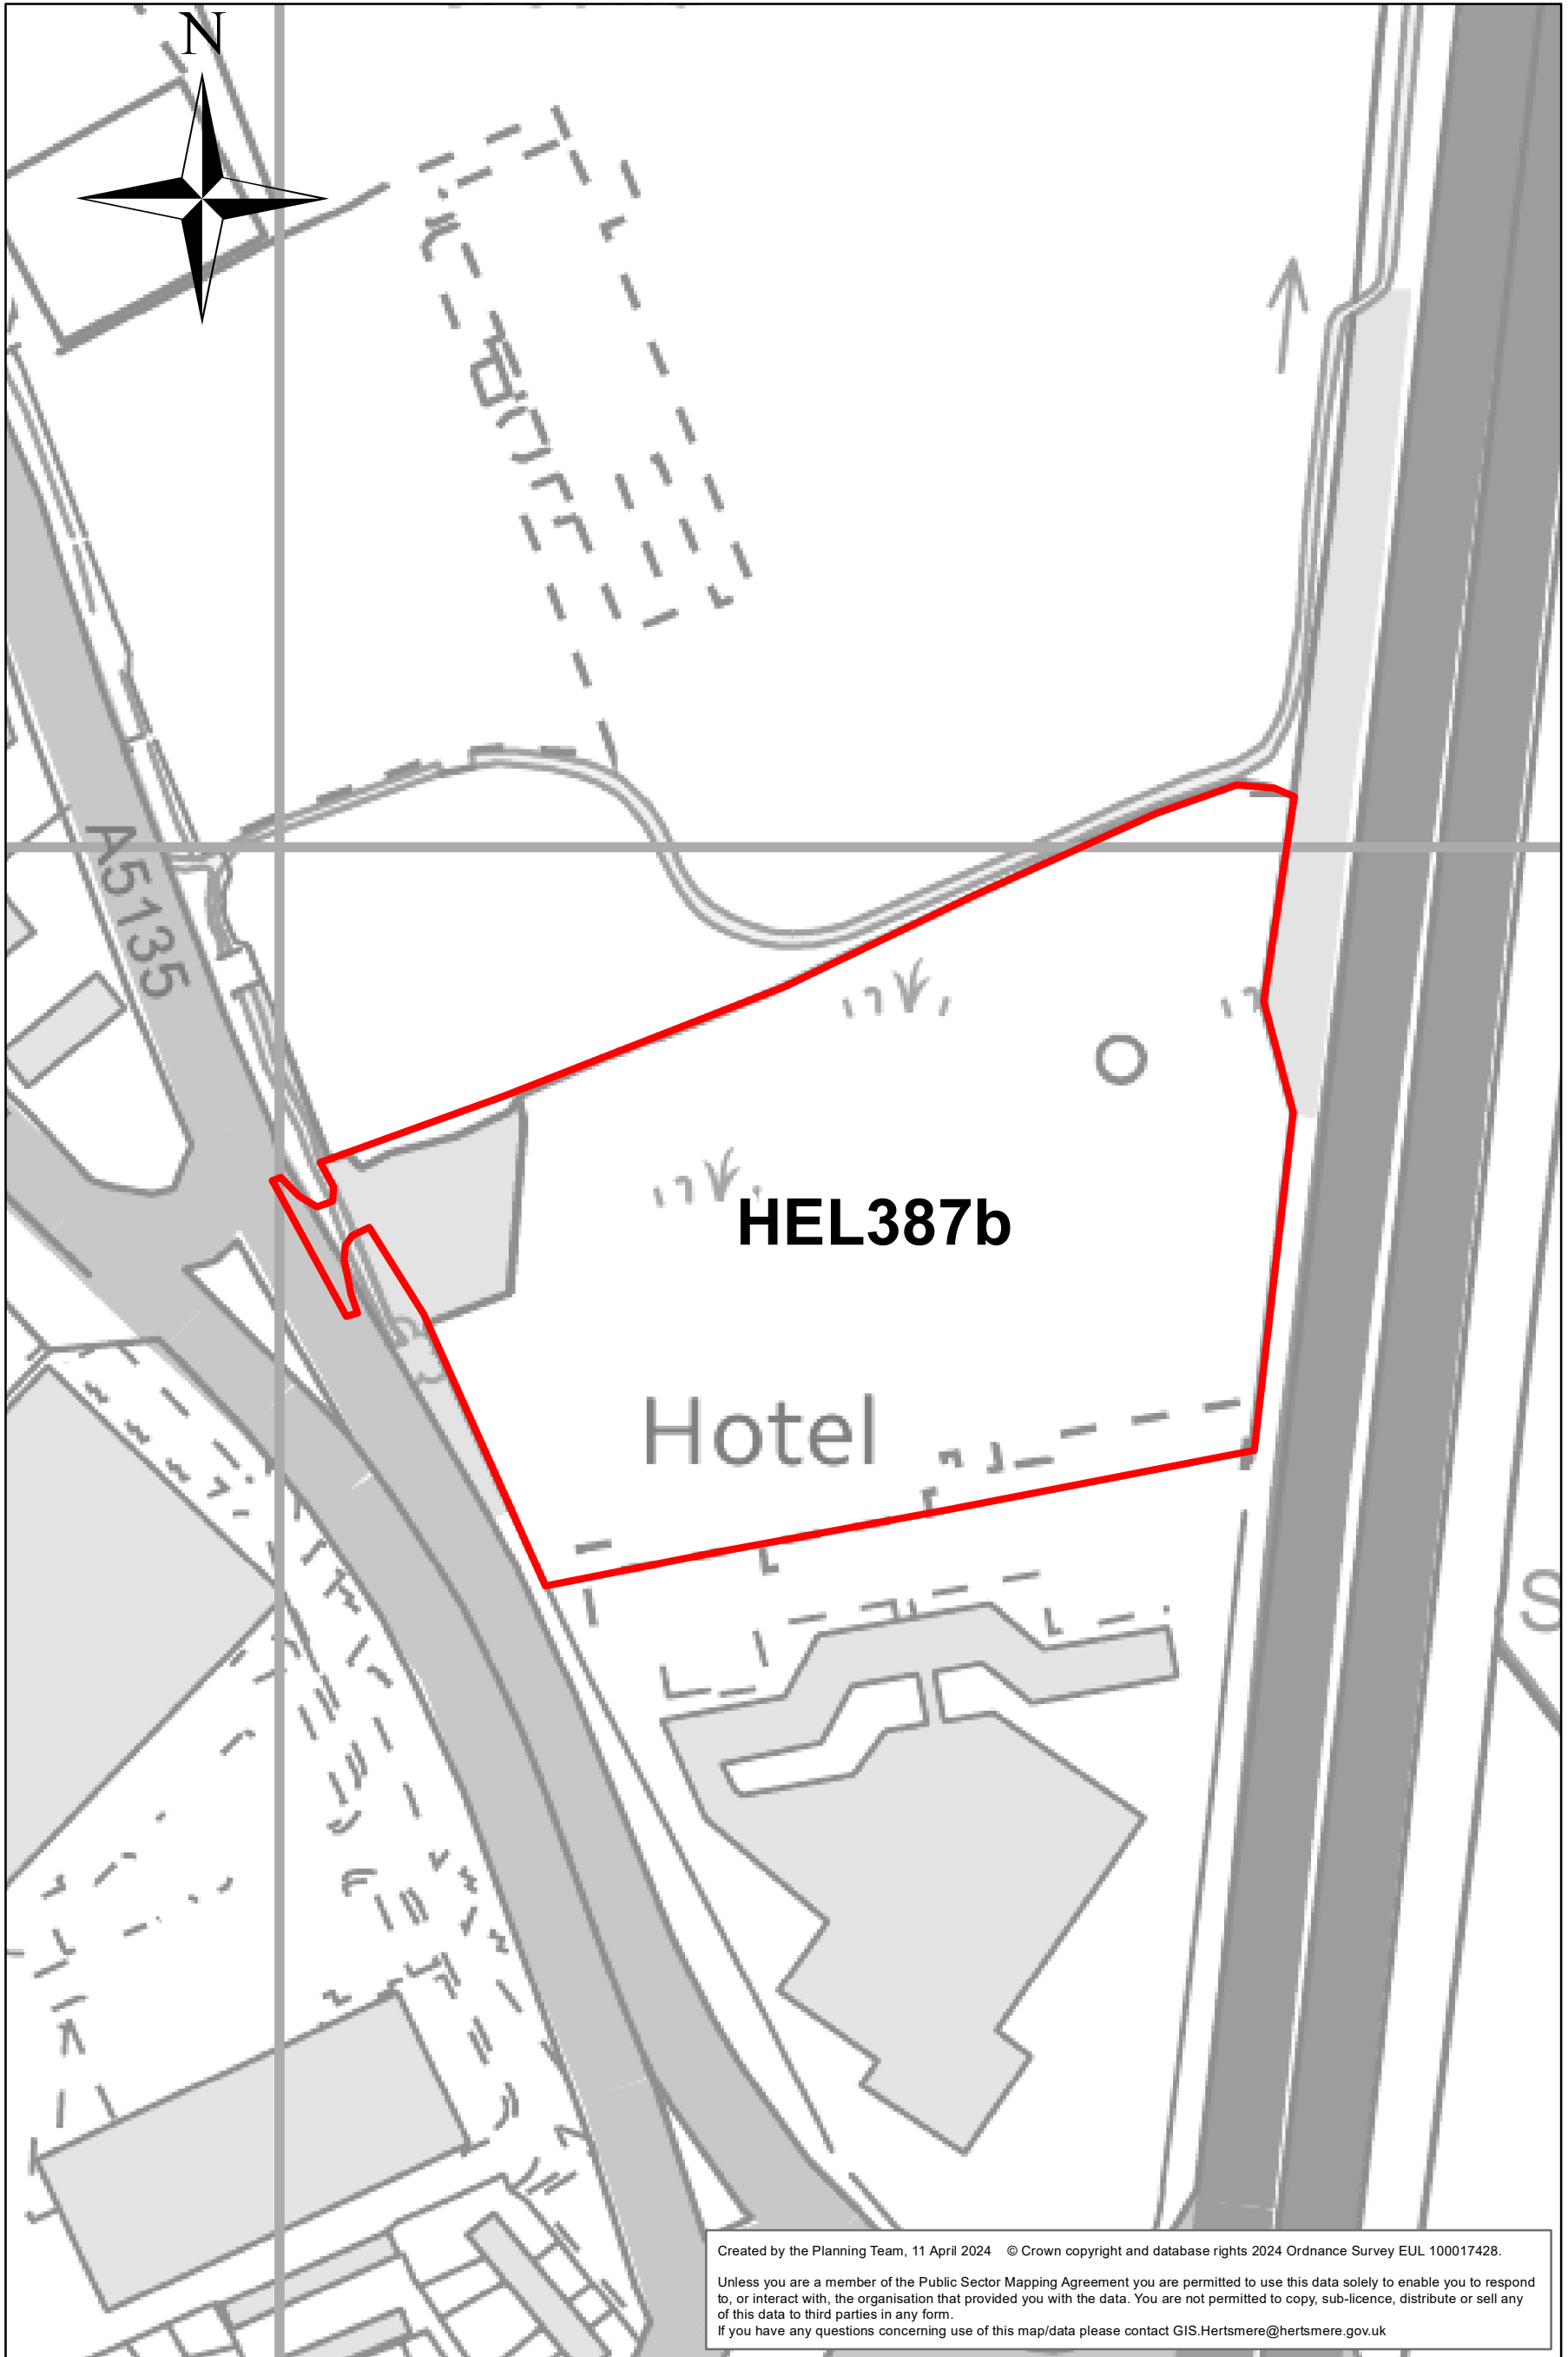 N
A5135
HEL387b
Hotel
S
Created by the Planning Team, 11 April 2024 © Crown copyright and database rights 2024 Ordnance Survey EUL 100017428.
Unless you are a member of the Public Sector Mapping Agreement you are permitted to use this data solely to enable you to respond
to, or interact with, the organisation that provided you with the data. You are not permitted to copy, sub-licence, distribute or sell any
of this data to third parties in any form.
If you have any questions concerning use of this map/data please contact GIS.Hertsmere@hertsmere.gov.uk